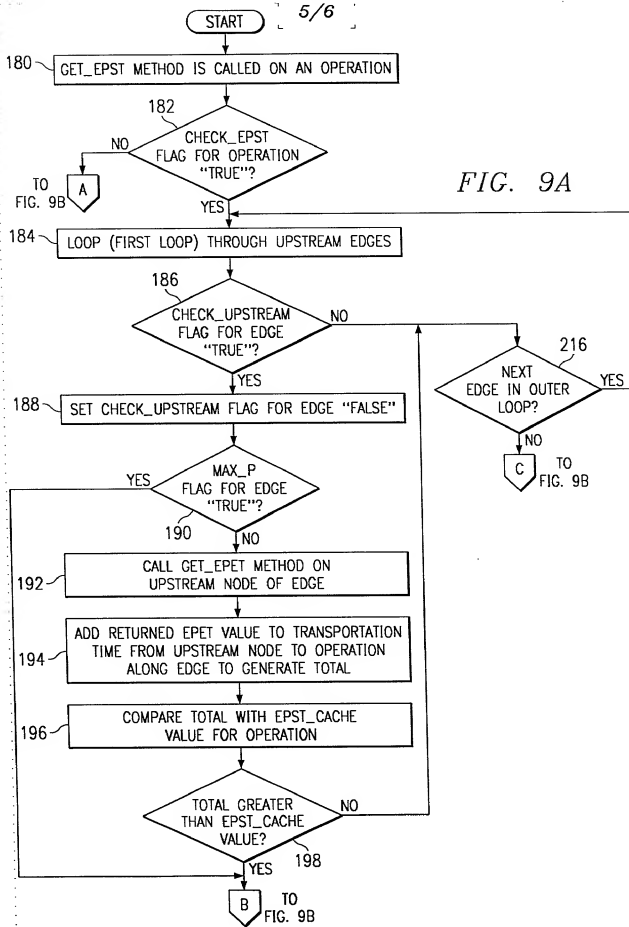 START
5/6
180
GET_EPST METHOD IS CALLED ON AN OPERATION
182
CHECK_EPST
FLAG FOR OPERATION
"TRUE"?
NO
A
TO
FIG. 9B
YES
FIG. 9A
184
LOOP (FIRST LOOP) THROUGH UPSTREAM EDGES
186
CHECK_UPSTREAM
FLAG FOR EDGE
"TRUE"?
NO
YES
216
NEXT
EDGE IN OUTER
LOOP?
YES
NO
C
TO
FIG. 9B
188
SET CHECK_UPSTREAM FLAG FOR EDGE "FALSE"
YES
MAX_P
FLAG FOR EDGE
"TRUE"?
190
NO
192
CALL GET_EPET METHOD ON
UPSTREAM NODE OF EDGE
194
ADD RETURNED EPET VALUE TO TRANSPORTATION
TIME FROM UPSTREAM NODE TO OPERATION
ALONG EDGE TO GENERATE TOTAL
196
COMPARE TOTAL WITH EPST_CACHE
VALUE FOR OPERATION
TOTAL GREATER
THAN EPST_CACHE
VALUE?
NO
198
YES
B
TO
FIG. 9B